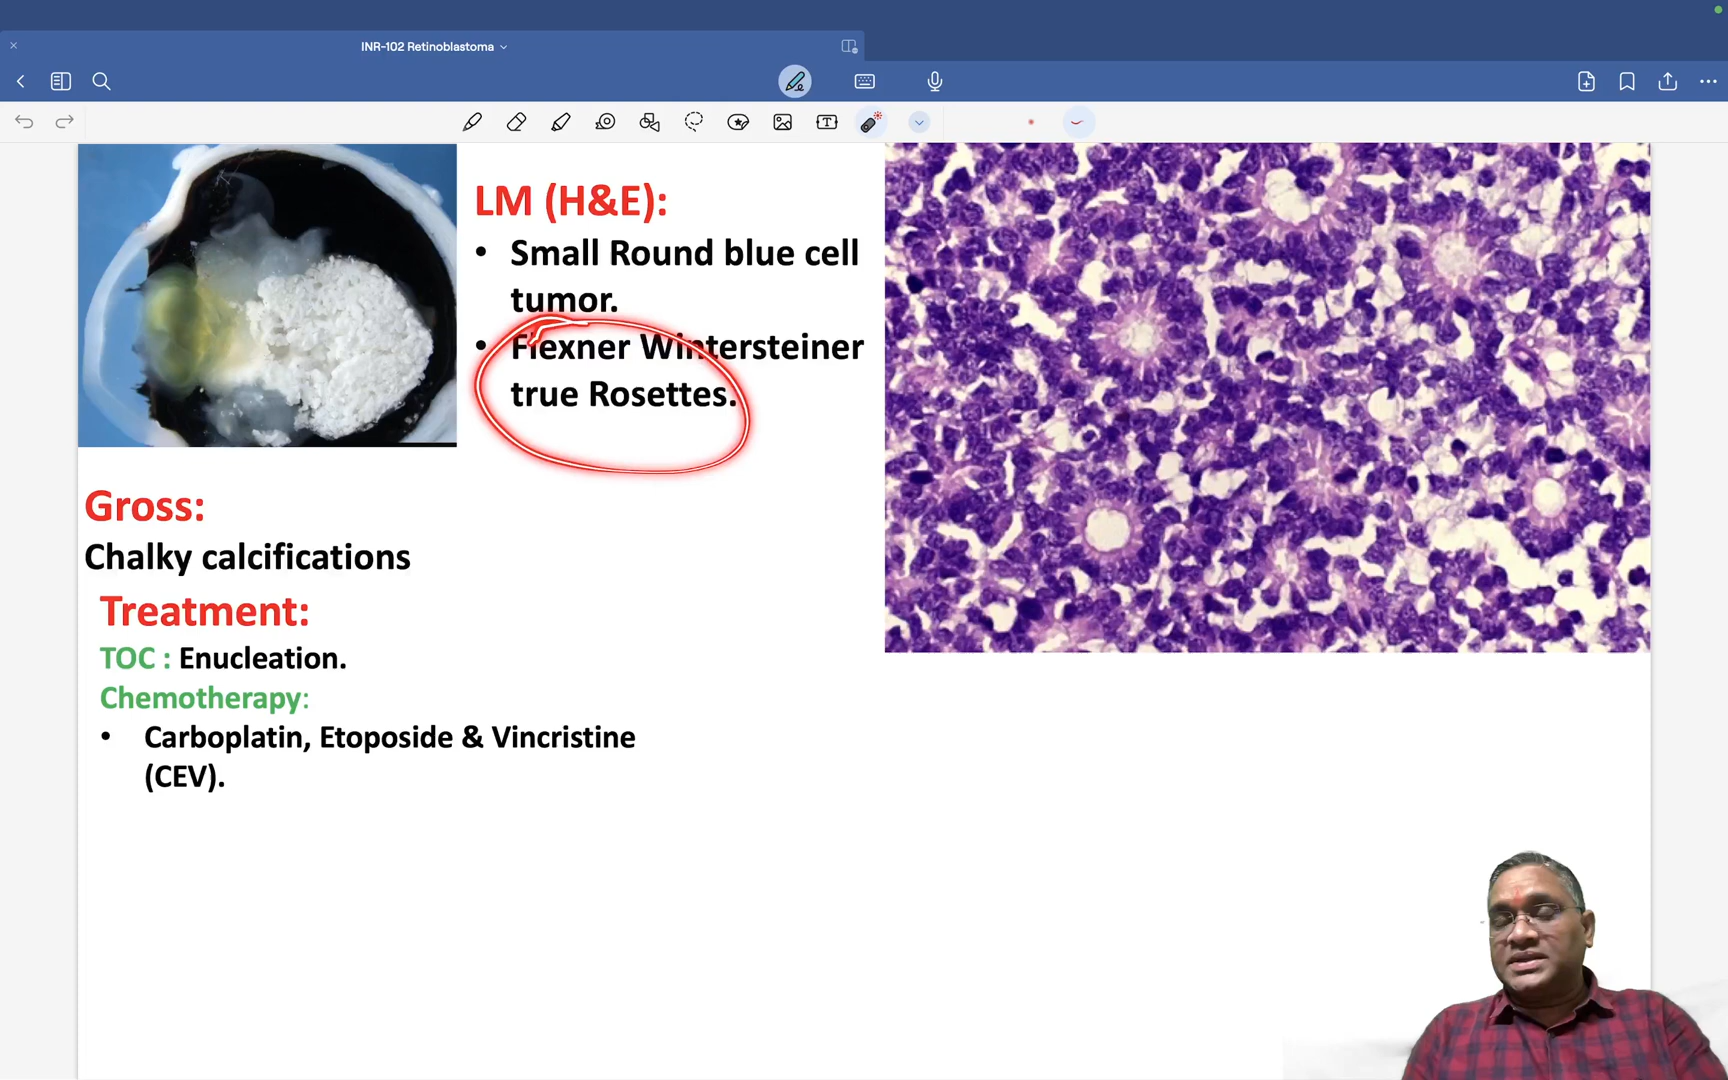 INR-102 Retinoblastoma
LM (H&E):
• Small Round blue cell
tumor.
• Flexner Wintersteiner
true Rosettes.
Gross:
Chalky calcifications
Treatment:
TOC : Enucleation.
Chemotherapy:
• Carboplatin, Etoposide & Vincristine
(CEV).